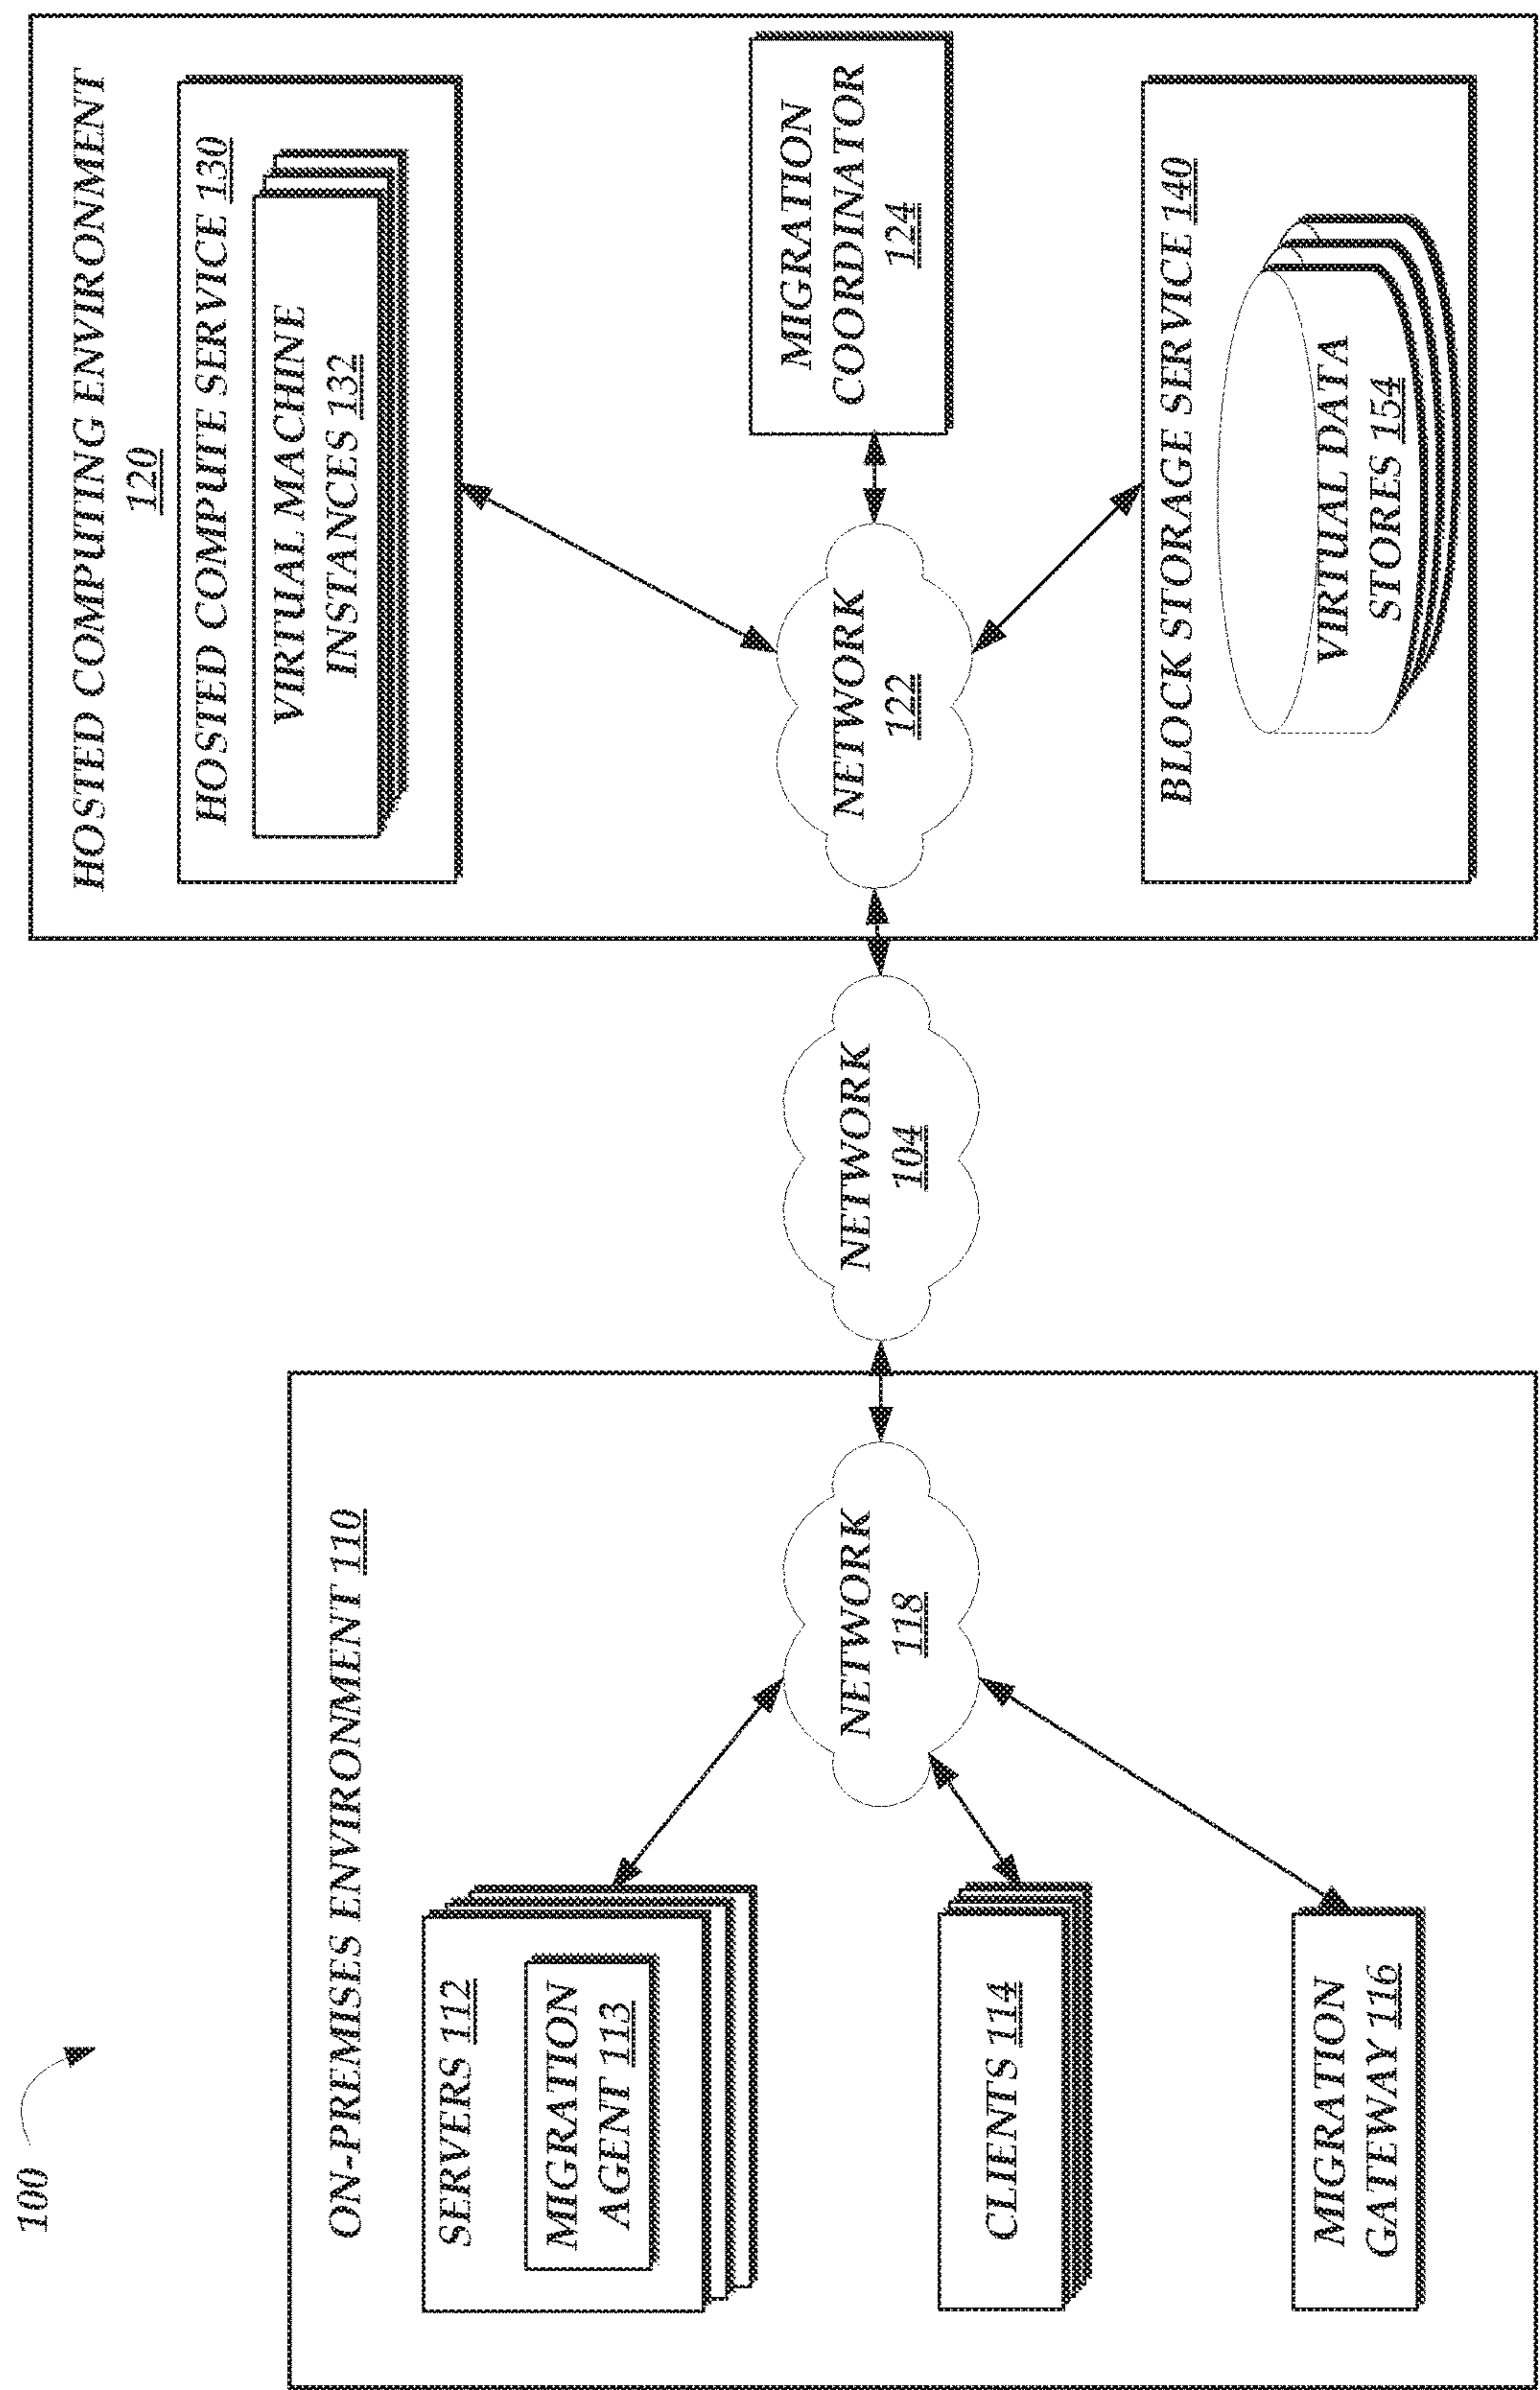 100
ON-PREMISES ENVIRONMENT 110
SERVERS 112
MIGRATION
AGENT 113
CLIENTS 114
MIGRATION
GATEWAY 116
NETWORK
118
NETWORK
104
HOSTED COMPUTING ENVIRONMENT
120
HOSTED COMPUTE SERVICE 130
VIRTUAL MACHINE
INSTANCES 132
NETWORK
122
MIGRATION
COORDINATOR
124
BLOCK STORAGE SERVICE 140
VIRTUAL DATA
STORES 154